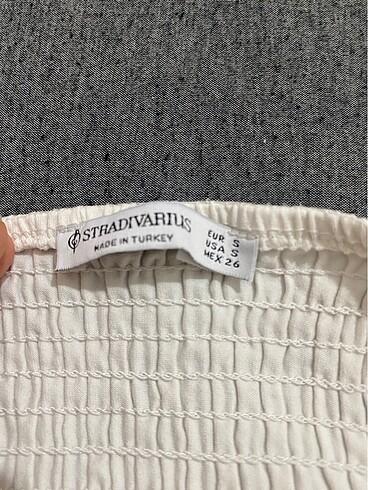 STRADIVARIUS
MADE IN TURKEY
EUR S
USA S
MEX 26